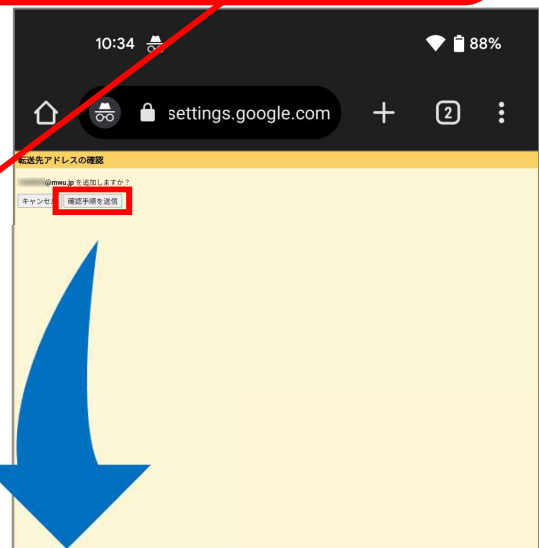 10:34
88%
settings.google.com
2
転送先アドレスの確認
@mwu.jp を追加しますか？
キャンセ
確認手順を送信